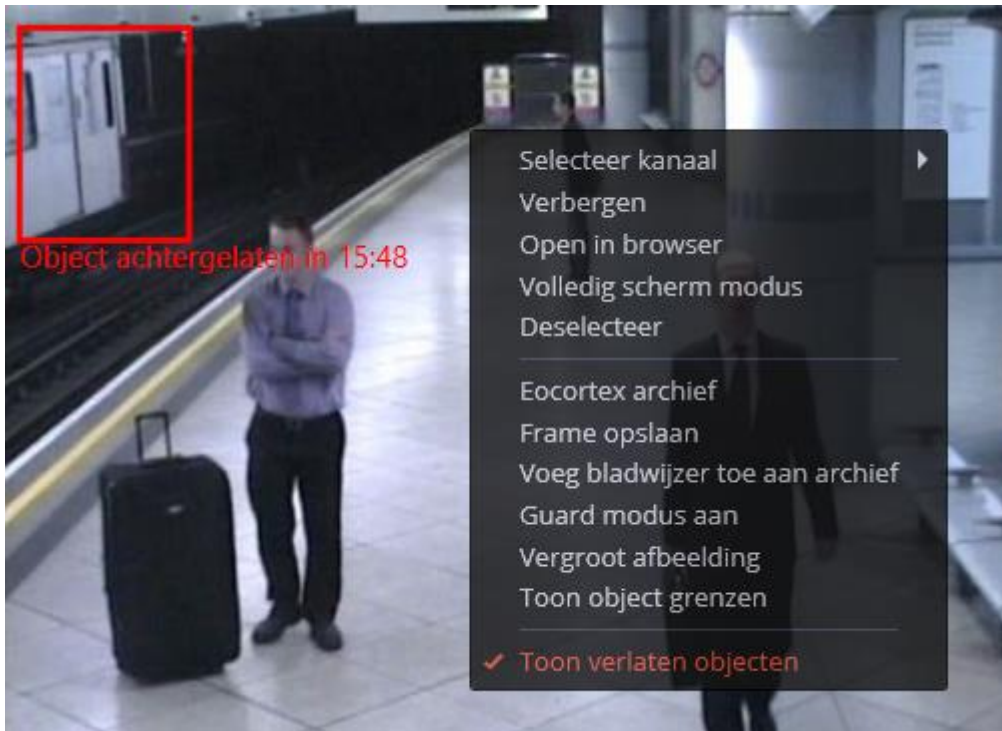 Object achtergelaten in 15:48
Selecteer kanaal
Verbergen
Open in browser
Volledig scherm modus
Deselecteer
Eocortex archief
Frame opslaan
Voeg bladwijzer toe aan archief
Guard modus aan
Vergroot afbeelding
Toon object grenzen
Toon verlaten objecten